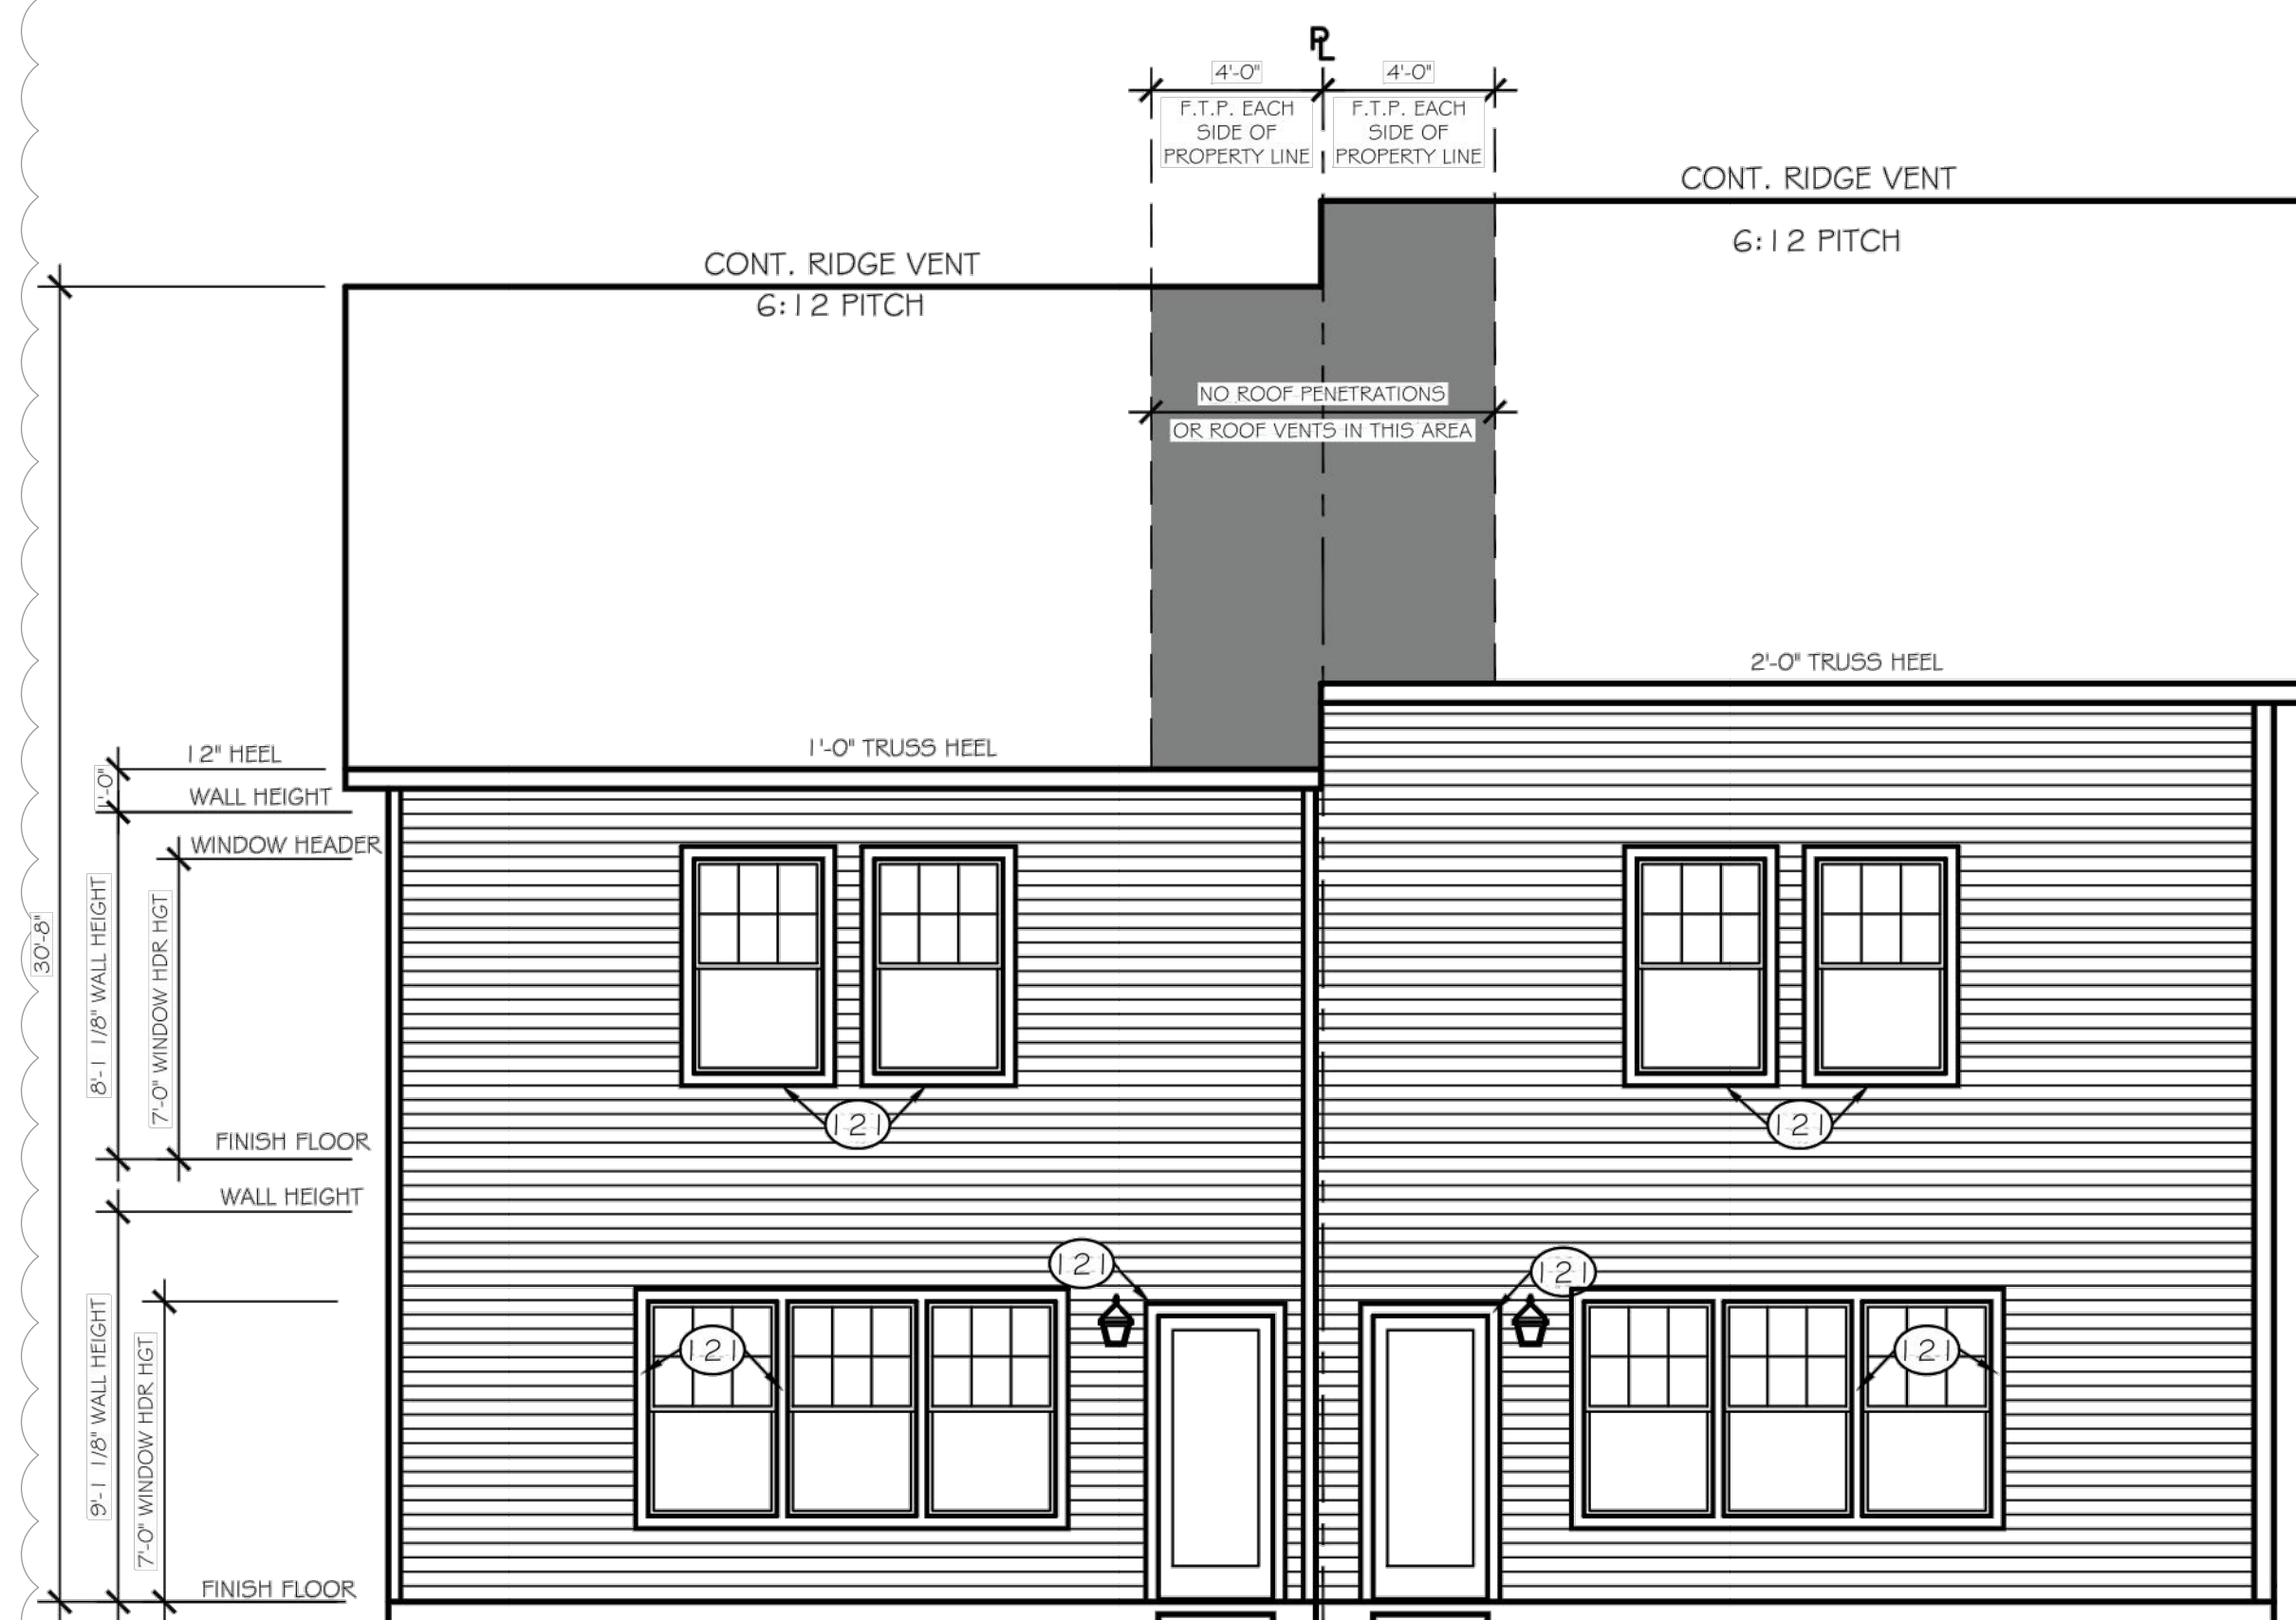 PL
4'-0" 4'-0"
F.T.P. EACH
SIDE OF
PROPERTY LINE
F.T.P. EACH
SIDE OF
PROPERTY LINE
CONT. RIDGE VENT
6:12 PITCH
CONT. RIDGE VENT
6:12 PITCH
NO ROOF PENETRATIONS
OR ROOF VENTS IN THIS AREA
2'-0" TRUSS HEEL
1'-0" TRUSS HEEL
12" HEEL
1'-0"
WALL HEIGHT
WINDOW HEADER
30'-8"
8'-1 1/8" WALL HEIGHT
7'-0" WINDOW HDR HGT
121
121
FINISH FLOOR
WALL HEIGHT
121
121
9'-1 1/8" WALL HEIGHT
7'-0" WINDOW HDR HGT
121
121
FINISH FLOOR